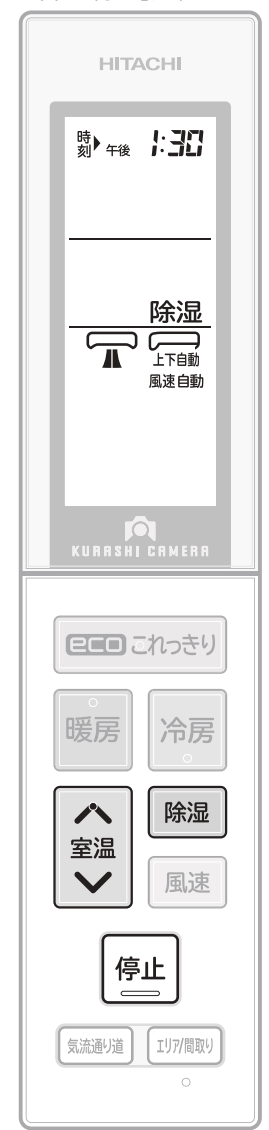 HITACHI
時刻 午後 1:30
除湿
上下自動
風速自動
KURASHI CAMERA
eco これっきり
暖房 冷房
室温 除湿
風速
停止
気流通り道 エリア/間取り